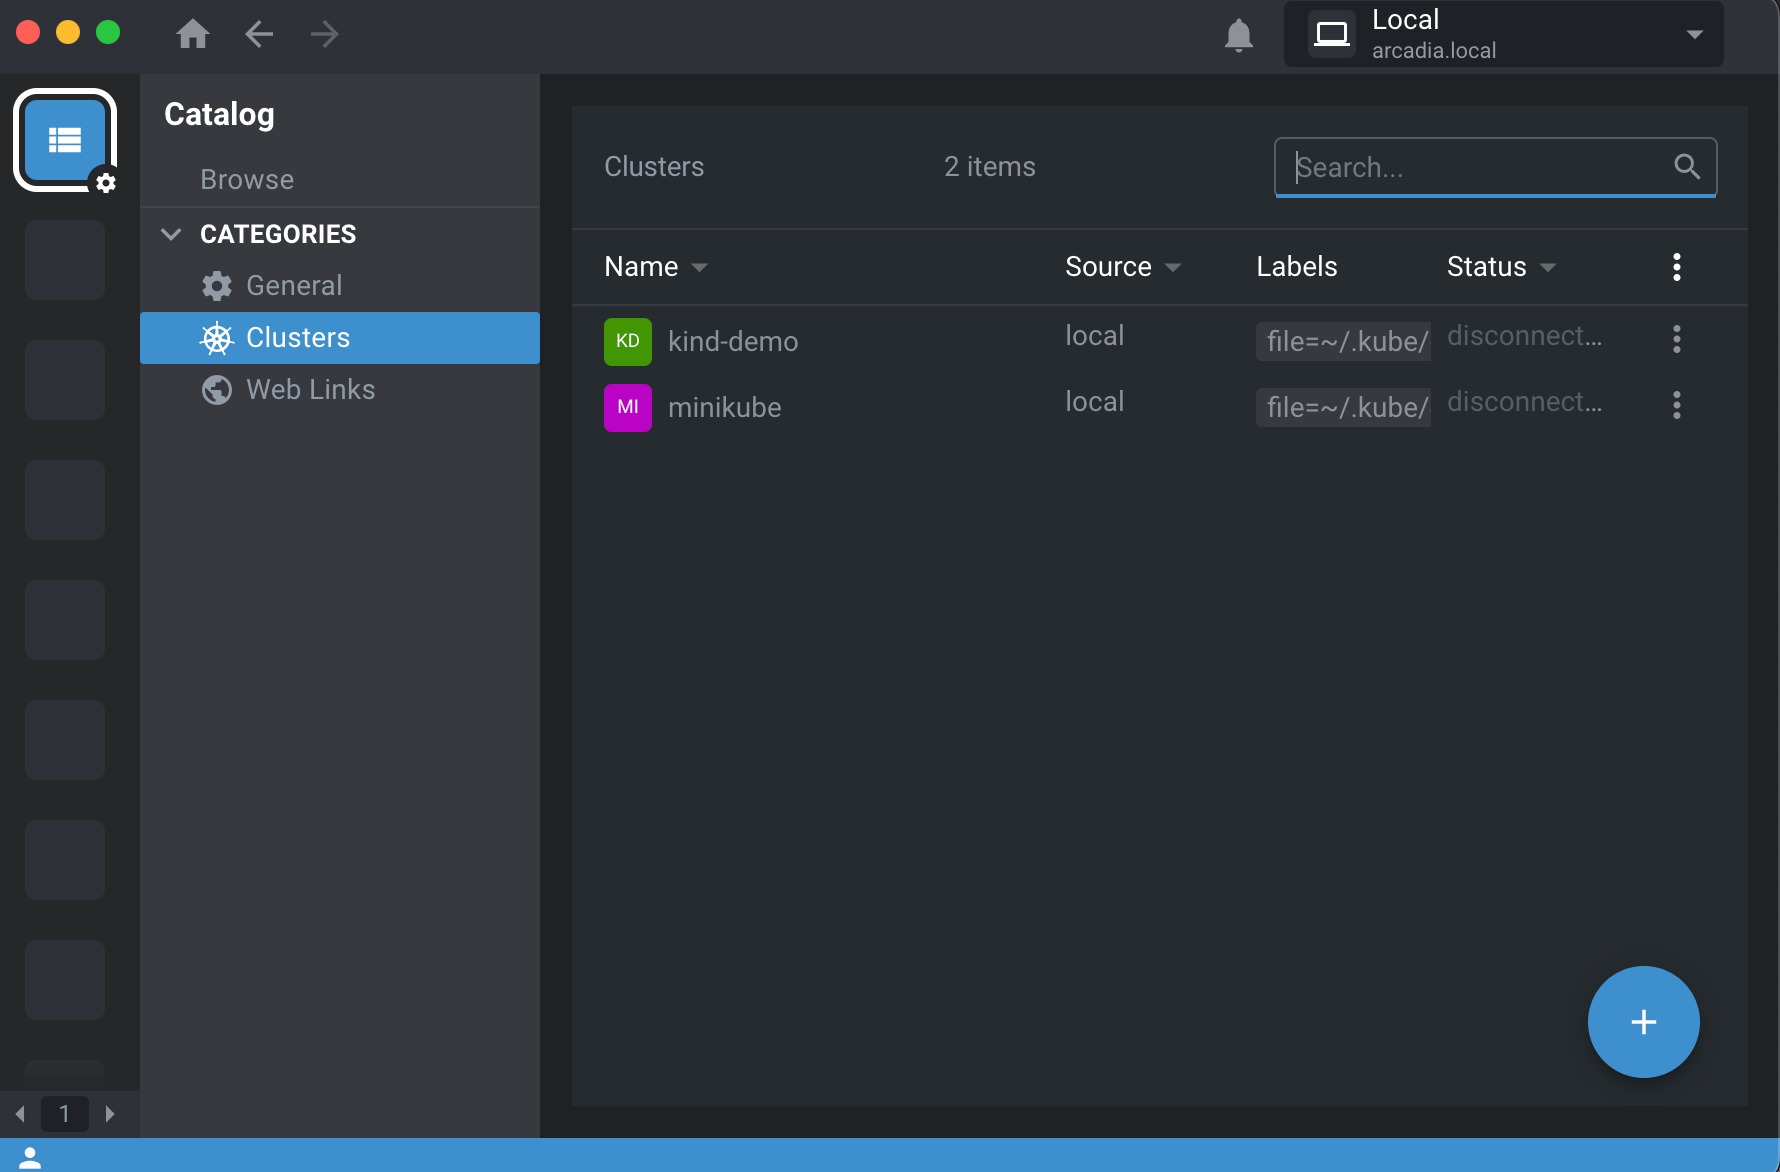 Local
arcadia.local
Catalog
Browse
CATEGORIES
General
Clusters
Web Links
Clusters 2 items Search...
Name Source Labels Status
KD kind-demo local file=~/.kube/ disconnect...
MI minikube local file=~/.kube/ disconnect...
1